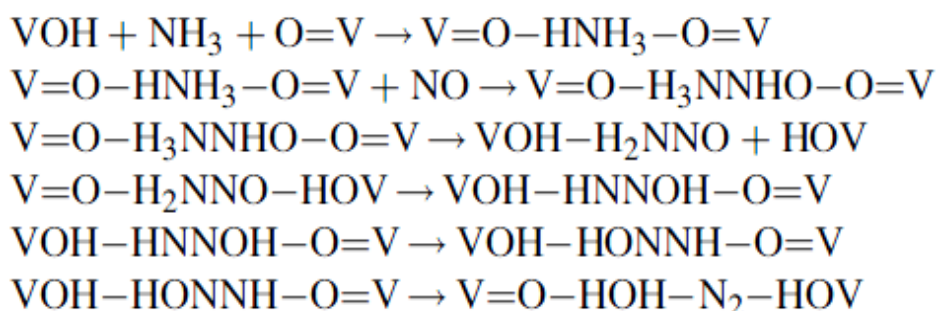 VOH + NH₃ + O=V → V=O−HNH₃−O=V
V=O−HNH₃−O=V + NO → V=O−H₃NNHO−O=V
V=O−H₃NNHO−O=V → VOH−H₂NNO + HOV
V=O−H₂NNO−HOV → VOH−HNNOH−O=V
VOH−HNNOH−O=V → VOH−HONNH−O=V
VOH−HONNH−O=V → V=O−HOH−N₂−HOV